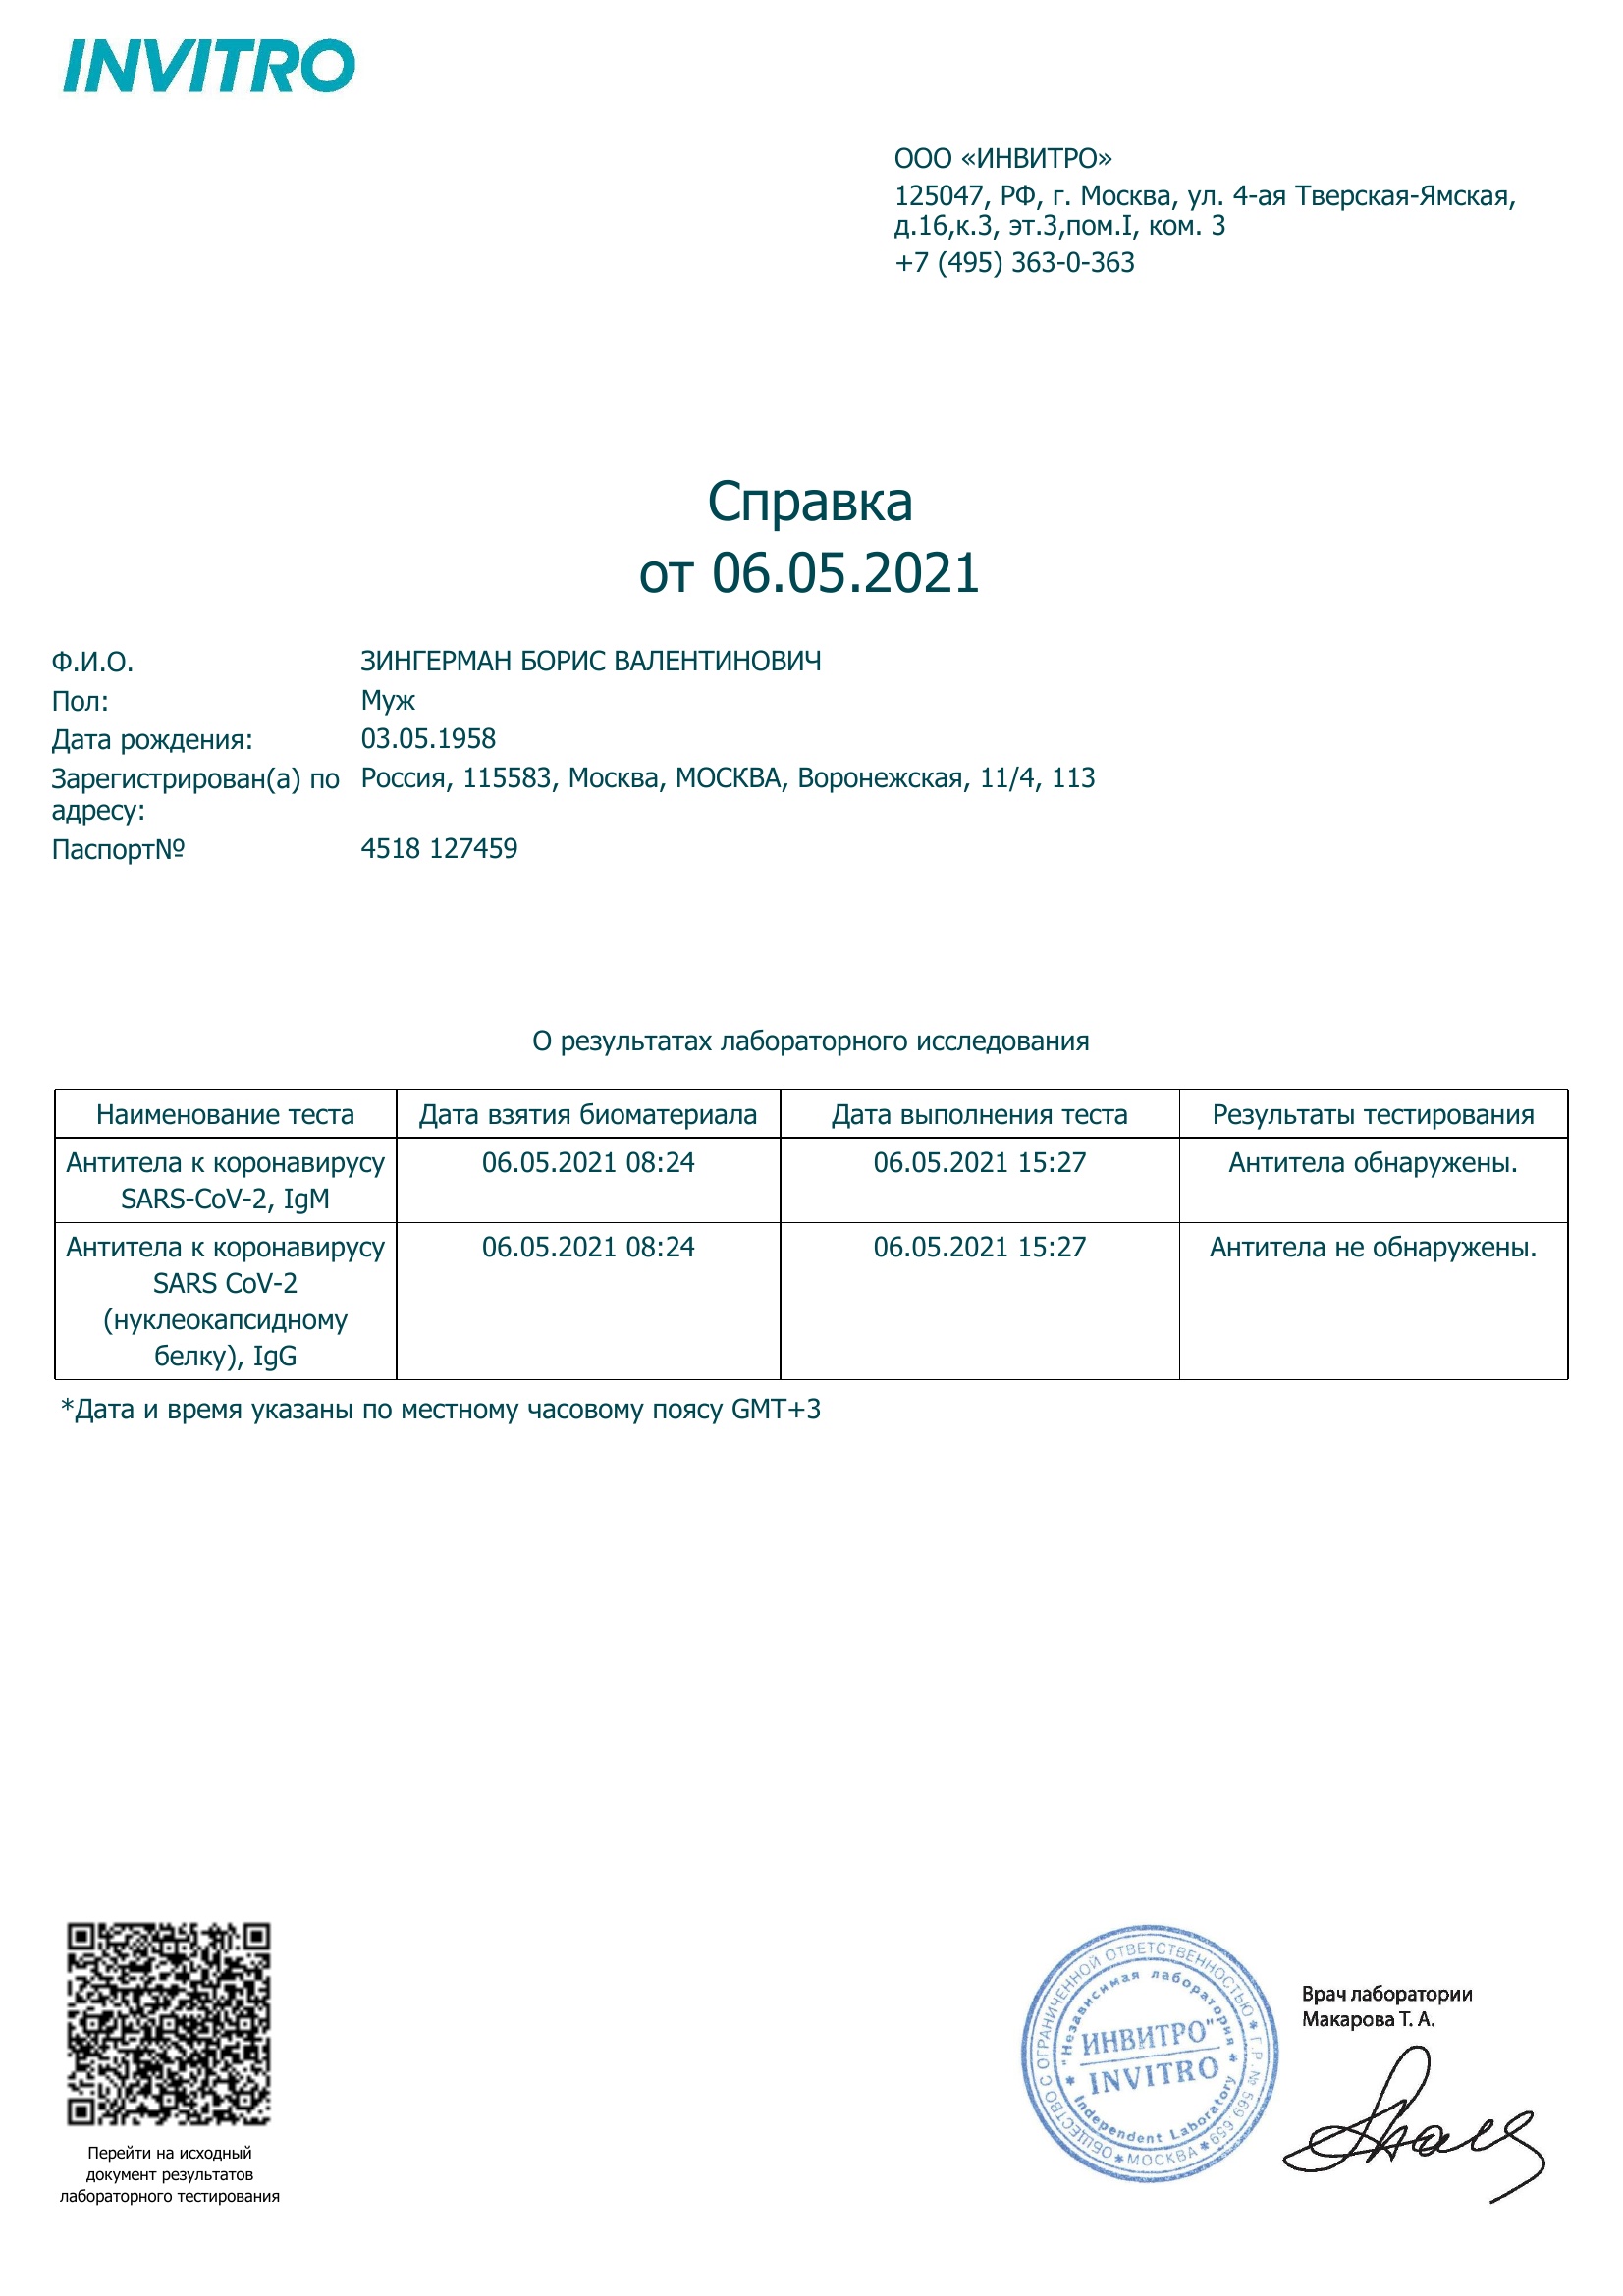 INVITRO
ООО «ИНВИТРО»
125047, РФ, г. Москва, ул. 4-ая Тверская-Ямская,
д.16,к.3, эт.3,пом.I, ком. 3
+7 (495) 363-0-363
Справка
от 06.05.2021
Ф.И.О. ЗИНГЕРМАН БОРИС ВАЛЕНТИНОВИЧ
Пол: Муж
Дата рождения: 03.05.1958
Зарегистрирован(а) по Россия, 115583, Москва, МОСКВА, Воронежская, 11/4, 113
адресу:
Паспорт№ 4518 127459
О результатах лабораторного исследования
Наименование теста Дата взятия биоматериала Дата выполнения теста Результаты тестирования
Антитела к коронавирусу 06.05.2021 08:24 06.05.2021 15:27 Антитела обнаружены.
SARS-CoV-2, IgM
Антитела к коронавирусу 06.05.2021 08:24 06.05.2021 15:27 Антитела не обнаружены.
SARS CoV-2
(нуклеокапсидному
белку), IgG
*Дата и время указаны по местному часовому поясу GMT+3
Перейти на исходный
документ результатов
лабораторного тестирования
ОБЩЕСТВО С ОГРАНИЧЕННОЙ ОТВЕТСТВЕННОСТЬЮ * Г.Р. № 569 659 * МОСКВА *
"Независимая лаборатория
ИНВИТРО"
INVITRO
Independent Laboratory
Врач лаборатории
Макарова Т. А.